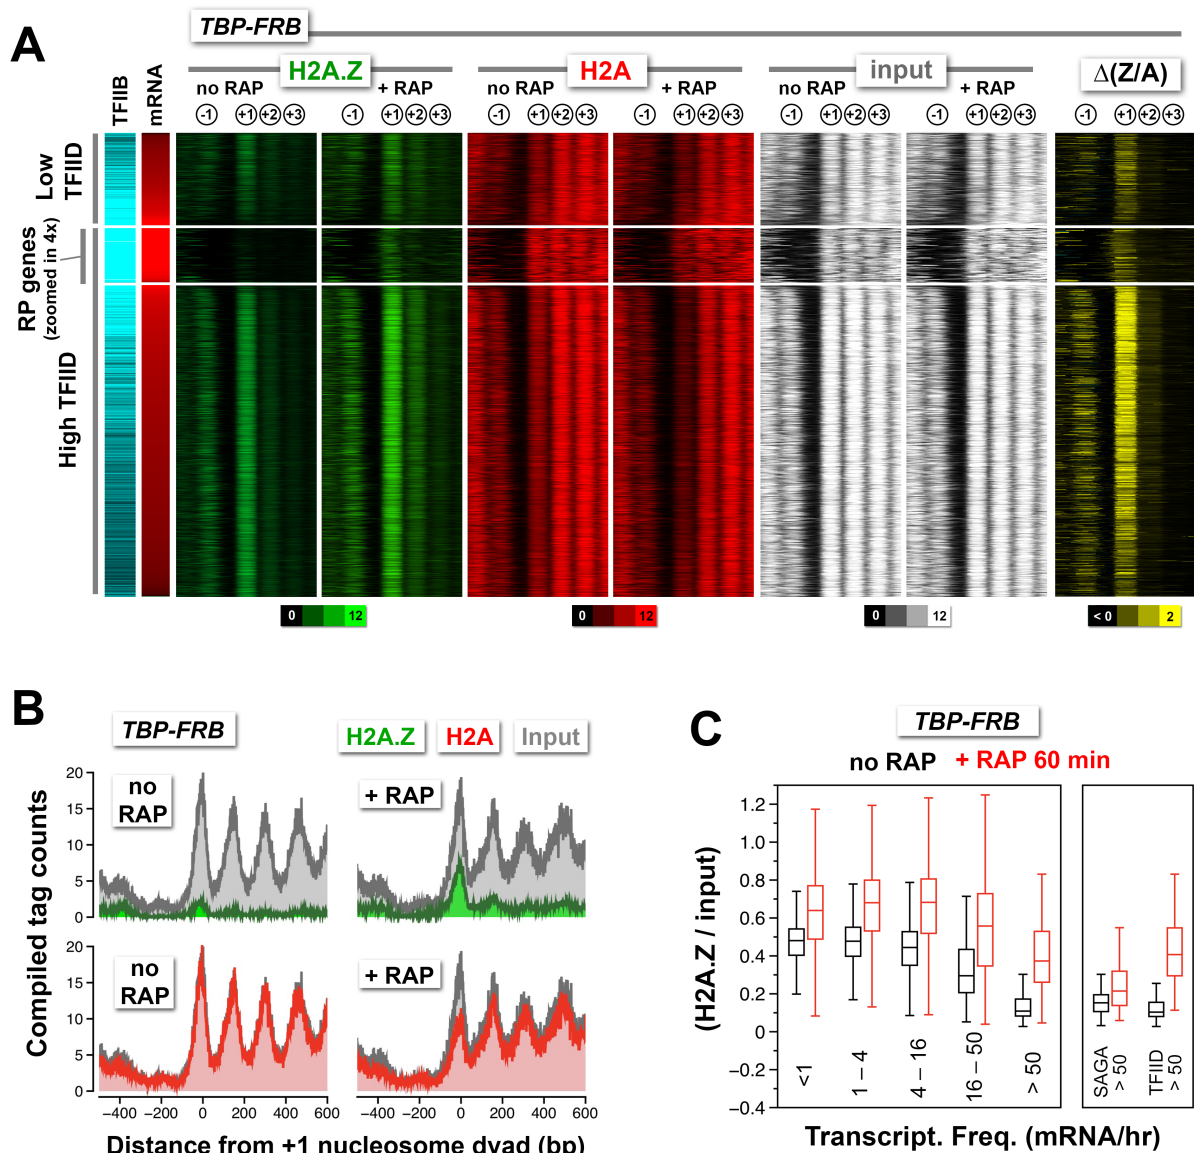 A
TBP-FRB
H2A.Z
H2A
input
Δ(Z/A)
TFIIB
mRNA
no RAP
+ RAP
no RAP
+ RAP
no RAP
+ RAP
-1 +1 +2 +3
-1 +1 +2 +3
-1 +1 +2 +3
-1 +1 +2 +3
-1 +1 +2 +3
-1 +1 +2 +3
-1 +1 +2 +3
Low
TFIID
RP genes
(zoomed in 4x)
High TFIID
0 12
0 12
0 12
< 0 2
B
TBP-FRB
H2A.Z
H2A
Input
Compiled tag counts
20
15
10
5
0
no
RAP
+ RAP
20
15
10
5
0
no
RAP
+ RAP
−400 −200 0 200 400 600
−400 −200 0 200 400 600
Distance from +1 nucleosome dyad (bp)
C
TBP-FRB
no RAP
+ RAP 60 min
(H2A.Z / input)
1.2
1.0
0.8
0.6
0.4
0.2
0
−0.2
−0.4
<1
1 – 4
4 – 16
16 – 50
> 50
SAGA
> 50
TFIID
> 50
Transcript. Freq. (mRNA/hr)